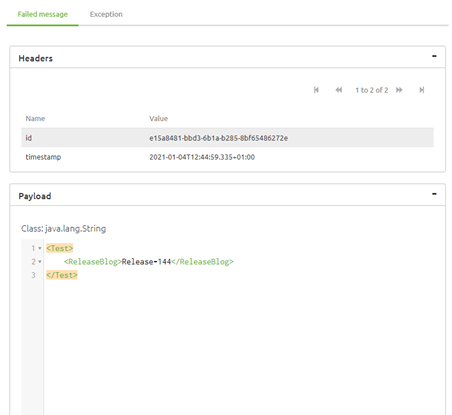 Failed message Exception
Headers
1 to 2 of 2
Name Value
id e15a8481-bbd3-6b1a-b285-8bf65486272e
timestamp 2021-01-04T12:44:59.335+01:00
Payload
Class: java.lang.String
1 <Test>
2 <ReleaseBlog>Release-144</ReleaseBlog>
3 </Test>